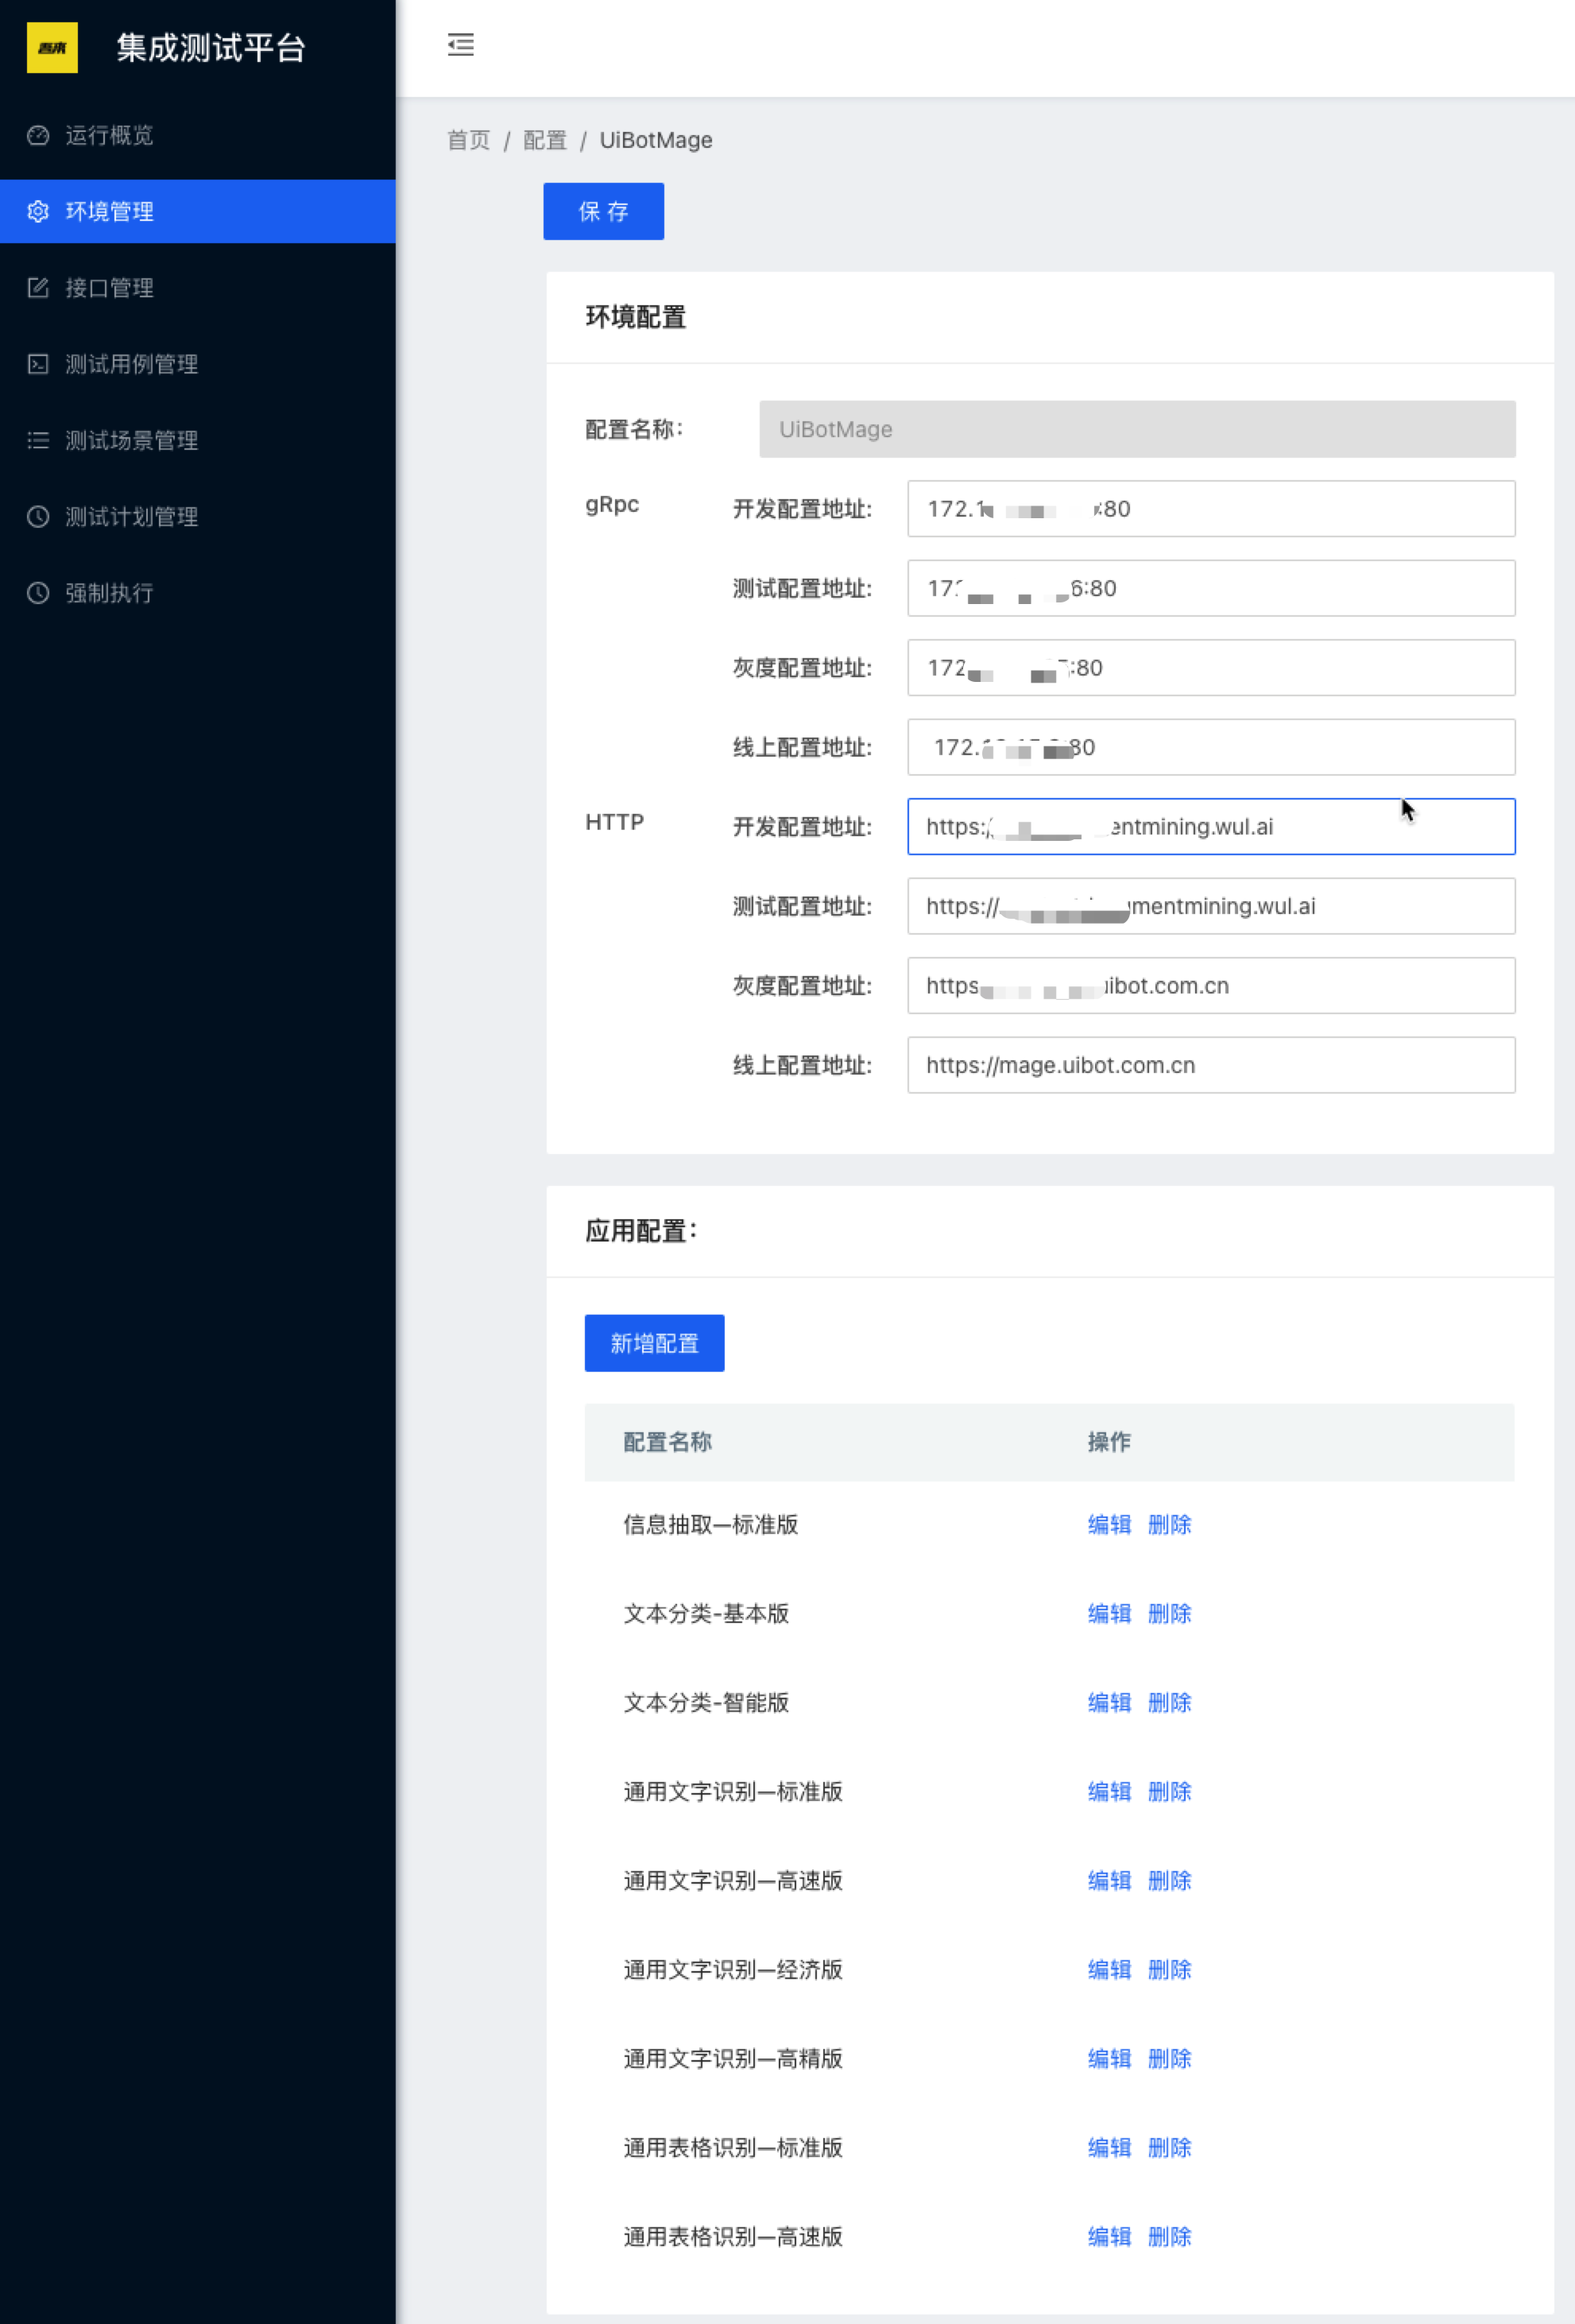 吾来 集成测试平台
运行概览
环境管理
接口管理
测试用例管理
测试场景管理
测试计划管理
强制执行
首页 / 配置 / UiBotMage
保 存
环境配置
配置名称: UiBotMage
gRpc 开发配置地址: 172.1 :80
测试配置地址: 17 6:80
灰度配置地址: 172 :80
线上配置地址: 172. 80
HTTP 开发配置地址: https:/ entmining.wul.ai
测试配置地址: https:// mentmining.wul.ai
灰度配置地址: https ibot.com.cn
线上配置地址: https://mage.uibot.com.cn
应用配置:
新增配置
配置名称 操作
信息抽取—标准版 编辑 删除
文本分类-基本版 编辑 删除
文本分类-智能版 编辑 删除
通用文字识别—标准版 编辑 删除
通用文字识别—高速版 编辑 删除
通用文字识别—经济版 编辑 删除
通用文字识别—高精版 编辑 删除
通用表格识别—标准版 编辑 删除
通用表格识别—高速版 编辑 删除